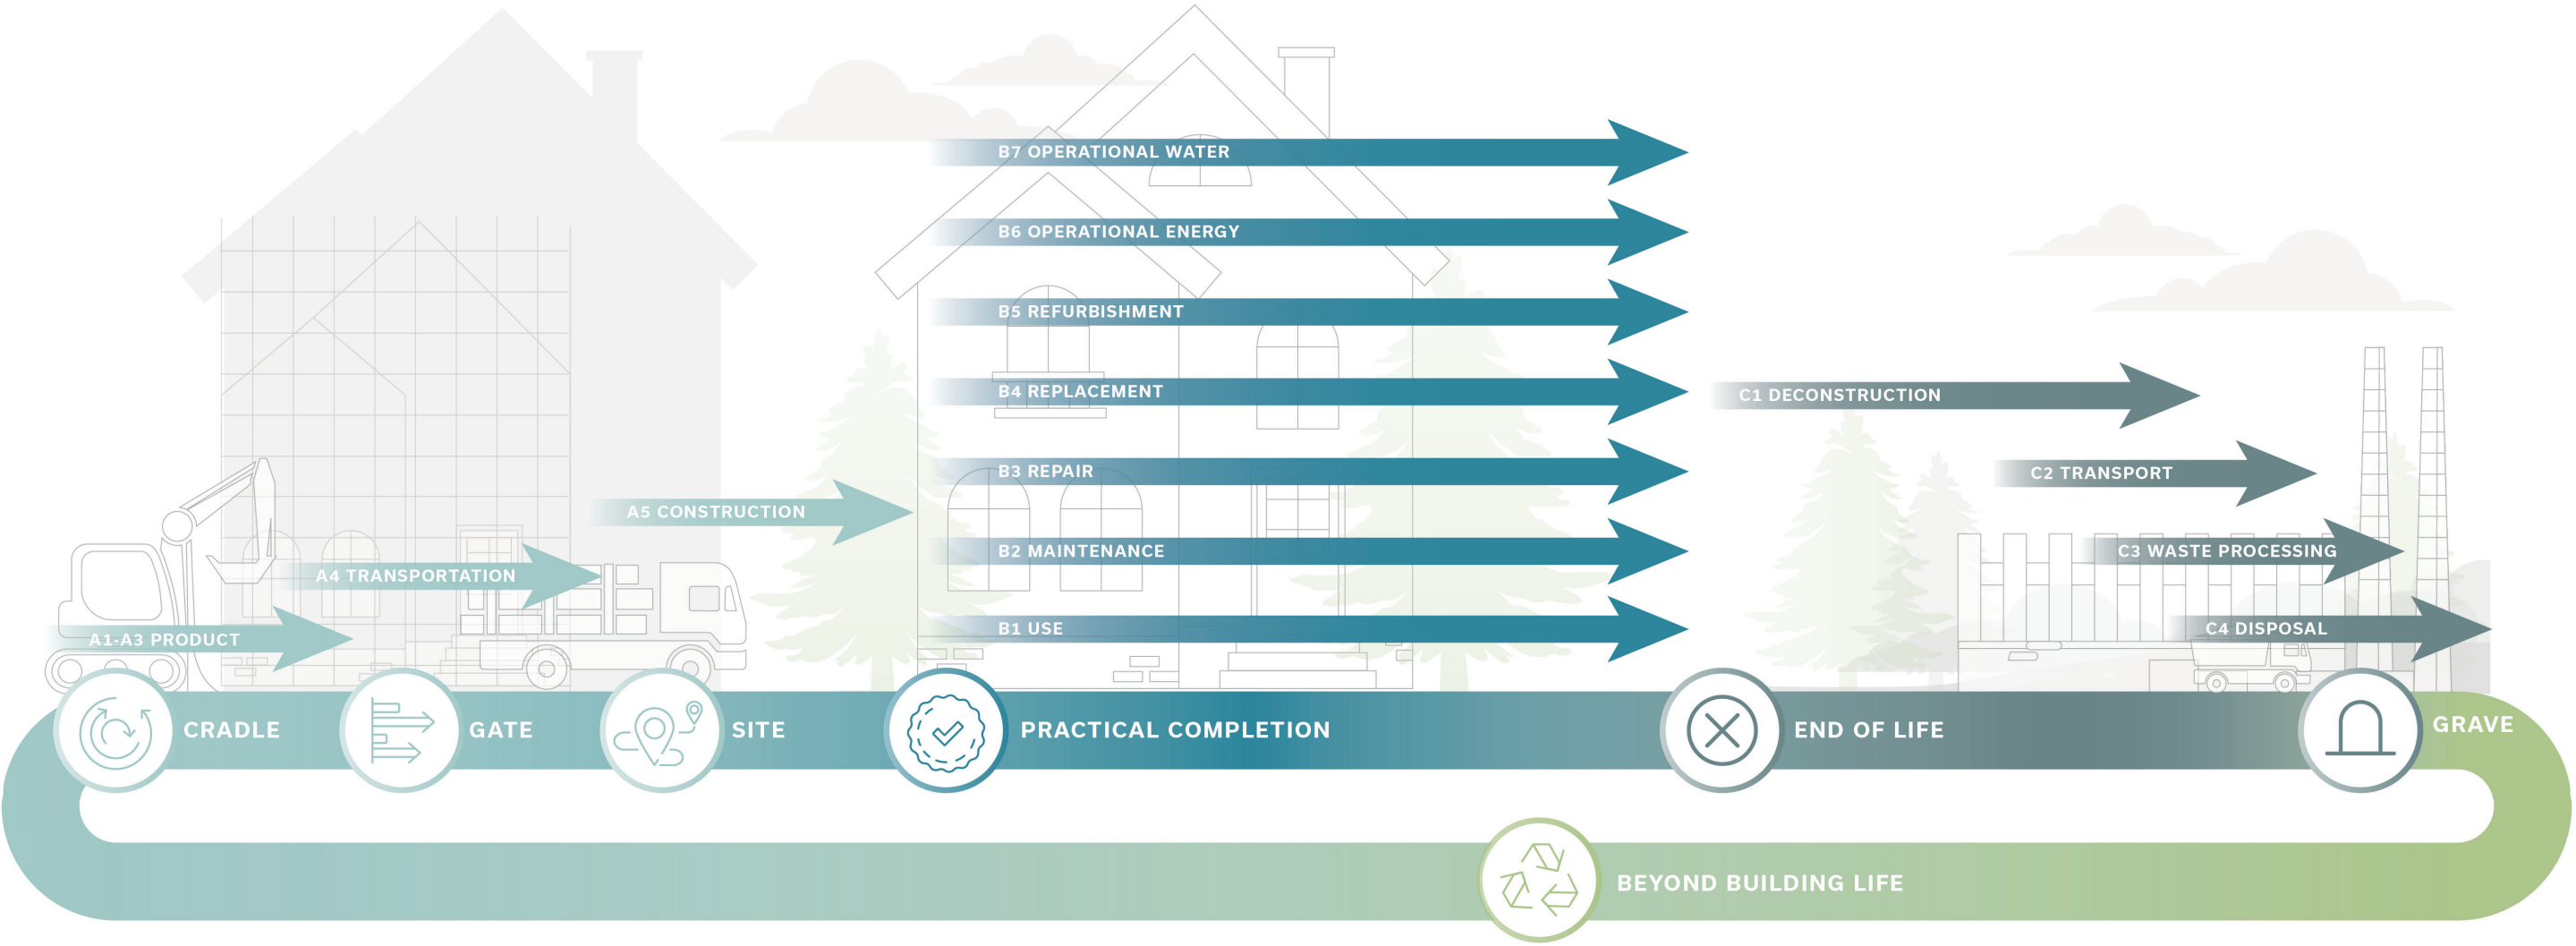 B7 OPERATIONAL WATER
B6 OPERATIONAL ENERGY
B5 REFURBISHMENT
B4 REPLACEMENT
C1 DECONSTRUCTION
B3 REPAIR
C2 TRANSPORT
A5 CONSTRUCTION
B2 MAINTENANCE
C3 WASTE PROCESSING
A4 TRANSPORTATION
B1 USE
C4 DISPOSAL
A1-A3 PRODUCT
CRADLE
GATE
SITE
PRACTICAL COMPLETION
END OF LIFE
GRAVE
BEYOND BUILDING LIFE